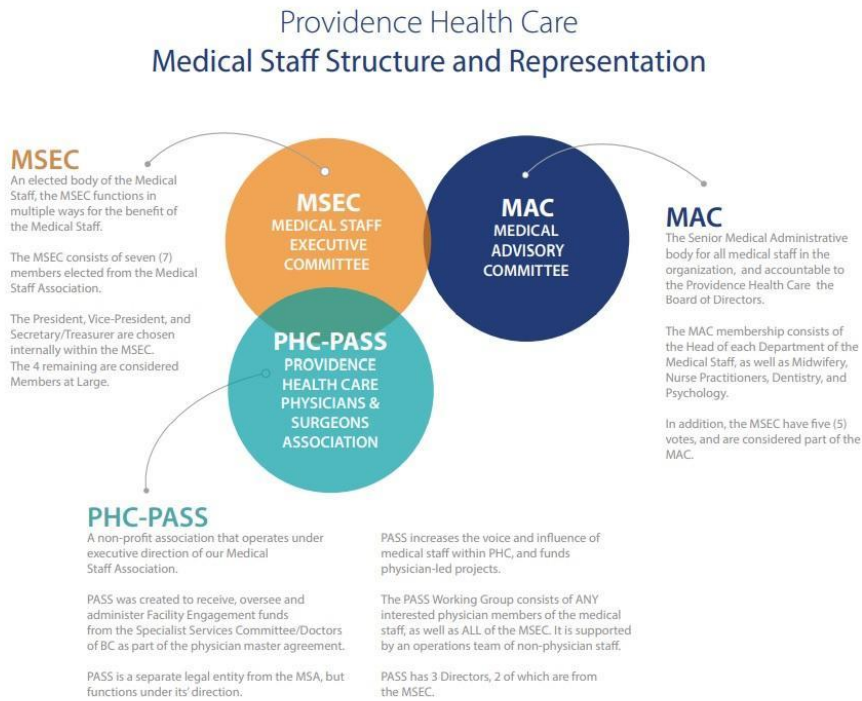 Providence Health Care
Medical Staff Structure and Representation
MSEC
An elected body of the Medical
Staff, the MSEC functions in
multiple ways for the benefit of
the Medical Staff.
The MSEC consists of seven (7)
members elected from the Medical
Staff Association.
The President, Vice-President, and
Secretary/Treasurer are chosen
internally within the MSEC.
The 4 remaining are considered
Members at Large.
MSEC
MEDICAL STAFF
EXECUTIVE
COMMITTEE
MAC
MEDICAL
ADVISORY
COMMITTEE
PHC-PASS
PROVIDENCE
HEALTH CARE
PHYSICIANS &
SURGEONS
ASSOCIATION
MAC
The Senior Medical Administrative
body for all medical staff in the
organization, and accountable to
the Providence Health Care the
Board of Directors.
The MAC membership consists of
the Head of each Department of the
Medical Staff, as well as Midwifery,
Nurse Practitioners, Dentistry, and
Psychology.
In addition, the MSEC have five (5)
votes, and are considered part of the
MAC.
PHC-PASS
A non-profit association that operates under
executive direction of our Medical
Staff Association.
PASS was created to receive, oversee and
administer Facility Engagement funds
from the Specialist Services Committee/Doctors
of BC as part of the physician master agreement.
PASS is a separate legal entity from the MSA, but
functions under its' direction.
PASS increases the voice and influence of
medical staff within PHC, and funds
physician-led projects.
The PASS Working Group consists of ANY
interested physician members of the medical
staff, as well as ALL of the MSEC. It is supported
by an operations team of non-physician staff.
PASS has 3 Directors, 2 of which are from
the MSEC.